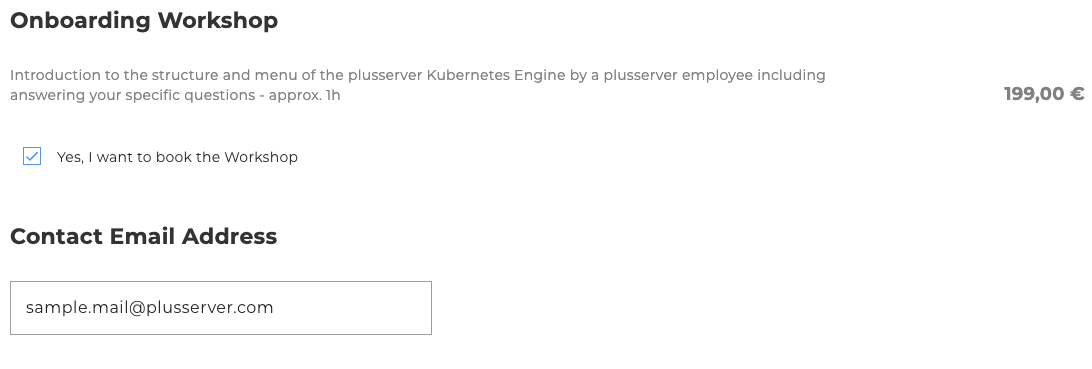 Onboarding Workshop
Introduction to the structure and menu of the plusserver Kubernetes Engine by a plusserver employee including
answering your specific questions - approx. 1h
199,00 €
Yes, I want to book the Workshop
Contact Email Address
sample.mail@plusserver.com